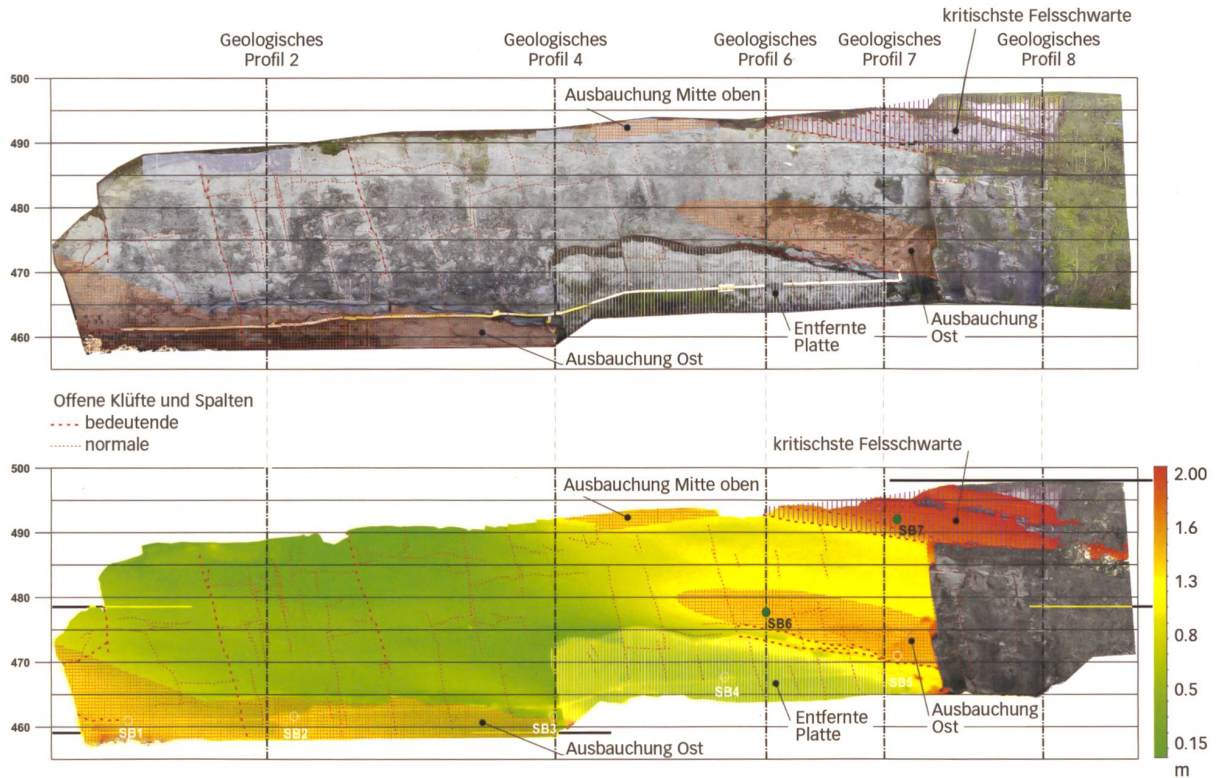 kritischste Felsschwarte
Geologisches
Profil 2
Geologisches
Profil 4
Geologisches
Profil 6
Geologisches
Profil 7
Geologisches
Profil 8
500
490
480
470
460
Ausbauchung Mitte oben
Entfernte
Platte
Ausbauchung
Ost
Ausbauchung Ost
Offene Klüfte und Spalten
bedeutende
normale
kritischste Felsschwarte
500
490
480
470
460
Ausbauchung Mitte oben
SB7
SB6
SB5
SB4
SB3
SB2
SB1
Entfernte
Platte
Ausbauchung
Ost
Ausbauchung Ost
2.00
1.6
1.3
0.8
0.5
0.15
m